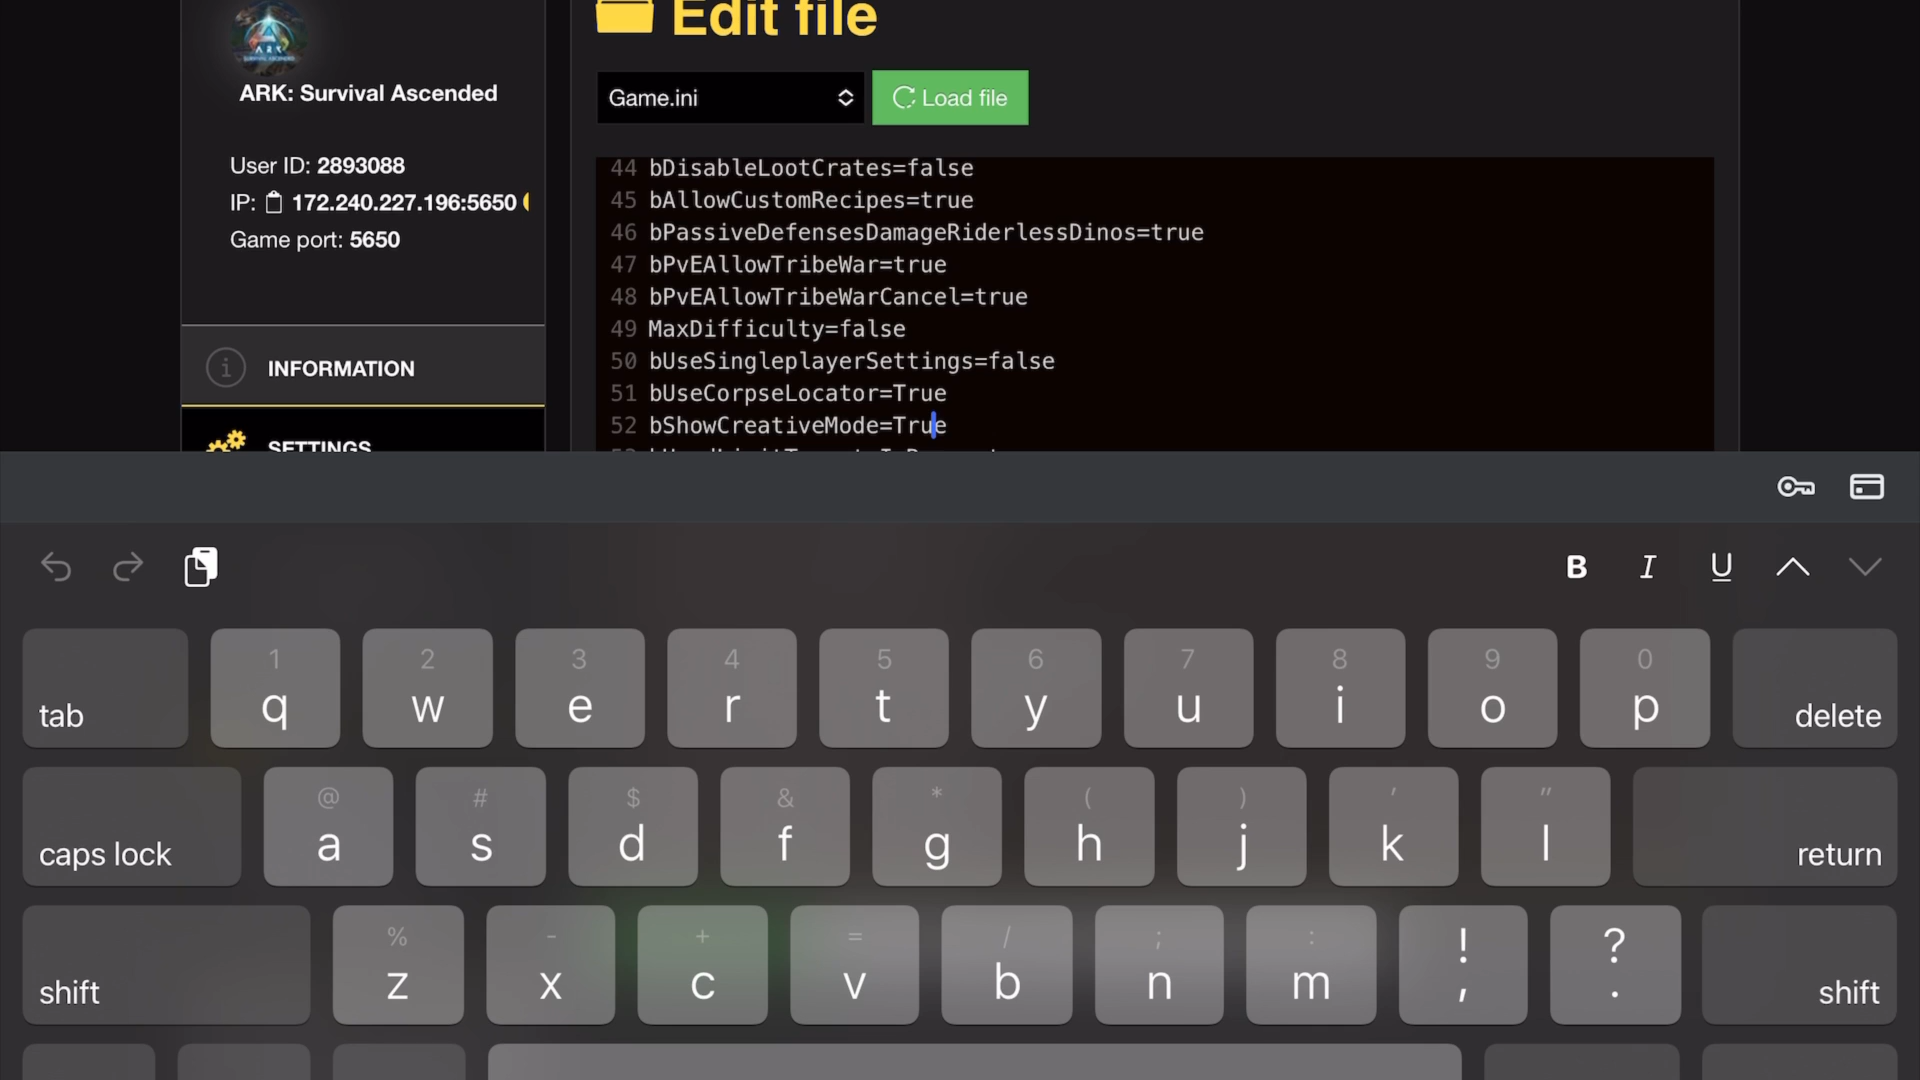 Edit file
ARK
SURVIVAL ASCENDED
ARK: Survival Ascended
Game.ini
Load file
User ID: 2893088
IP: 172.240.227.196:5650
Game port: 5650
44 bDisableLootCrates=false
45 bAllowCustomRecipes=true
46 bPassiveDefensesDamageRiderlessDinos=true
47 bPvEAllowTribeWar=true
48 bPvEAllowTribeWarCancel=true
49 MaxDifficulty=false
50 bUseSingleplayerSettings=false
51 bUseCorpseLocator=True
52 bShowCreativeMode=True
INFORMATION
SETTINGS
B I U
1 2 3 4 5 6 7 8 9 0
tab q w e r t y u i o p delete
@ # $ & * ( ) ' "
caps lock a s d f g h j k l return
% - + = / ; : ! ?
shift z x c v b n m , . shift